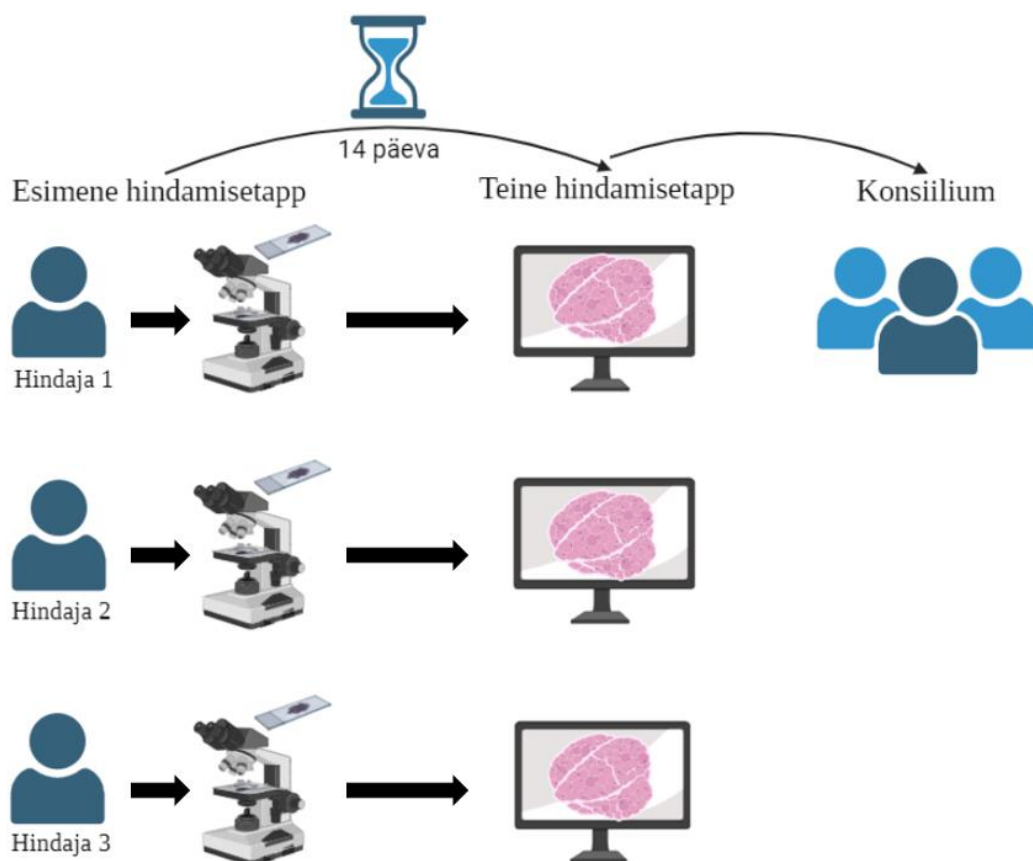 14 päeva
Esimene hindamisetapp
Teine hindamisetapp
Konsiilium
Hindaja 1
Hindaja 2
Hindaja 3